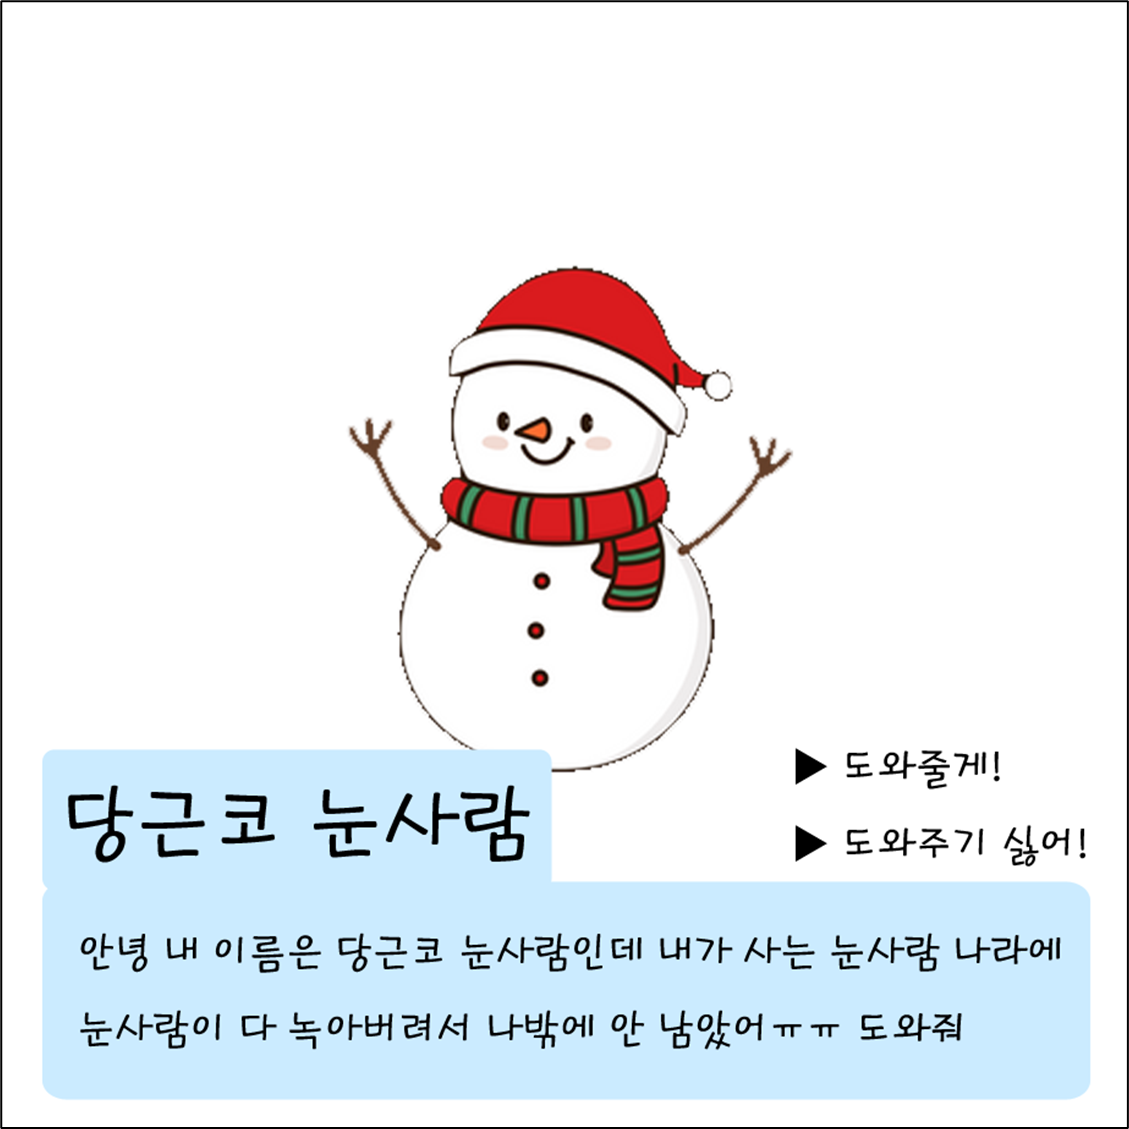 당근코 눈사람
▶ 도와줄게!
▶ 도와주기 싫어!
안녕 내 이름은 당근코 눈사람인데 내가 사는 눈사람 나라에
눈사람이 다 녹아버려서 나밖에 안 남았어ㅠㅠ 도와줘